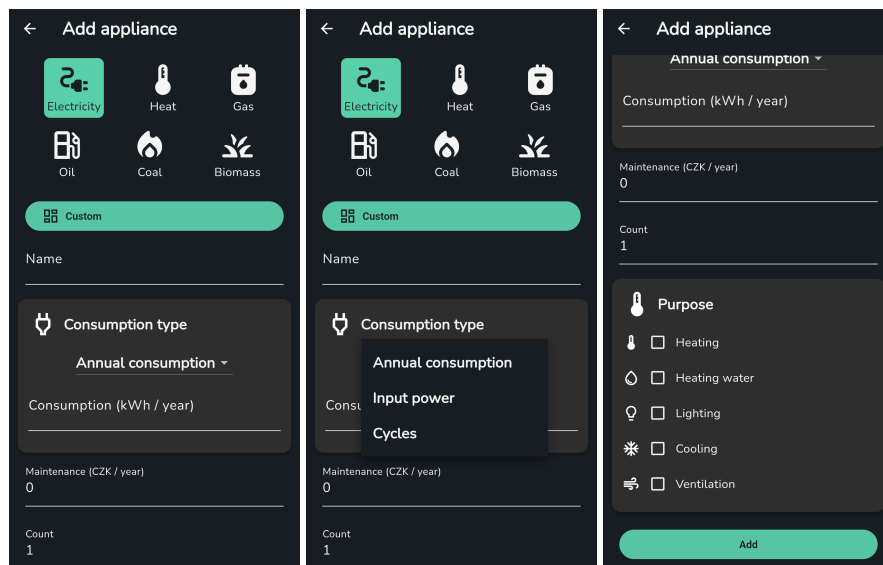 Add appliance
Electricity
Heat
Gas
Oil
Coal
Biomass
Custom
Name
Consumption type
Annual consumption
Consumption (kWh / year)
Maintenance (CZK / year)
0
Count
1
Add appliance
Electricity
Heat
Gas
Oil
Coal
Biomass
Custom
Name
Consumption type
Annual consumption
Input power
Consu
Cycles
Maintenance (CZK / year)
0
Count
1
Add appliance
Annual consumption
Consumption (kWh / year)
Maintenance (CZK / year)
0
Count
1
Purpose
Heating
Heating water
Lighting
Cooling
Ventilation
Add